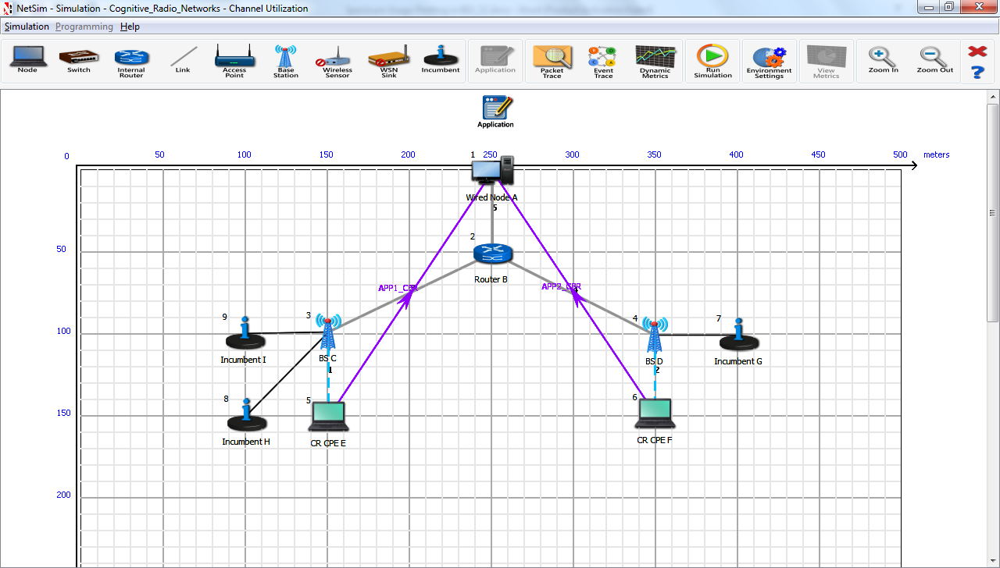 NetSim - Simulation - Cognitive_Radio_Networks - Channel Utilization
Simulation Programming Help
Node
Switch
Internal
Router
Link
Access
Point
Base
Station
Wireless
Sensor
WSN
Sink
Incumbent
Application
Packet
Trace
Event
Trace
Dynamic
Metrics
Run
Simulation
Environment
Settings
View
Metrics
Zoom In
Zoom Out
Application
0 50 100 150 200 1 250 300 350 400 450 500 meters
Wired Node A
5
50
2
Router B
APP1_CBR
APP2_CBR
100
9
Incumbent I
3
BS C
1
4
BS D
2
7
Incumbent G
150
8
Incumbent H
5
CR CPE E
6
CR CPE F
200